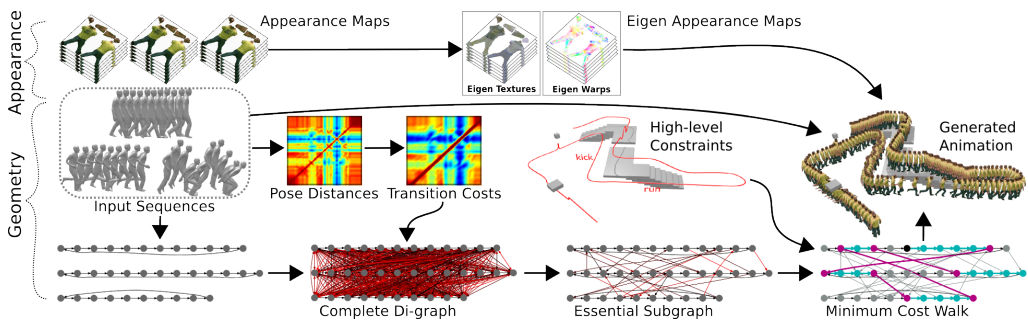 Appearance
Appearance Maps
Eigen Textures
Eigen Warps
Eigen Appearance Maps
Geometry
Input Sequences
Pose Distances
Transition Costs
kick
run
High-level
Constraints
Generated
Animation
Complete Di-graph
Essential Subgraph
Minimum Cost Walk